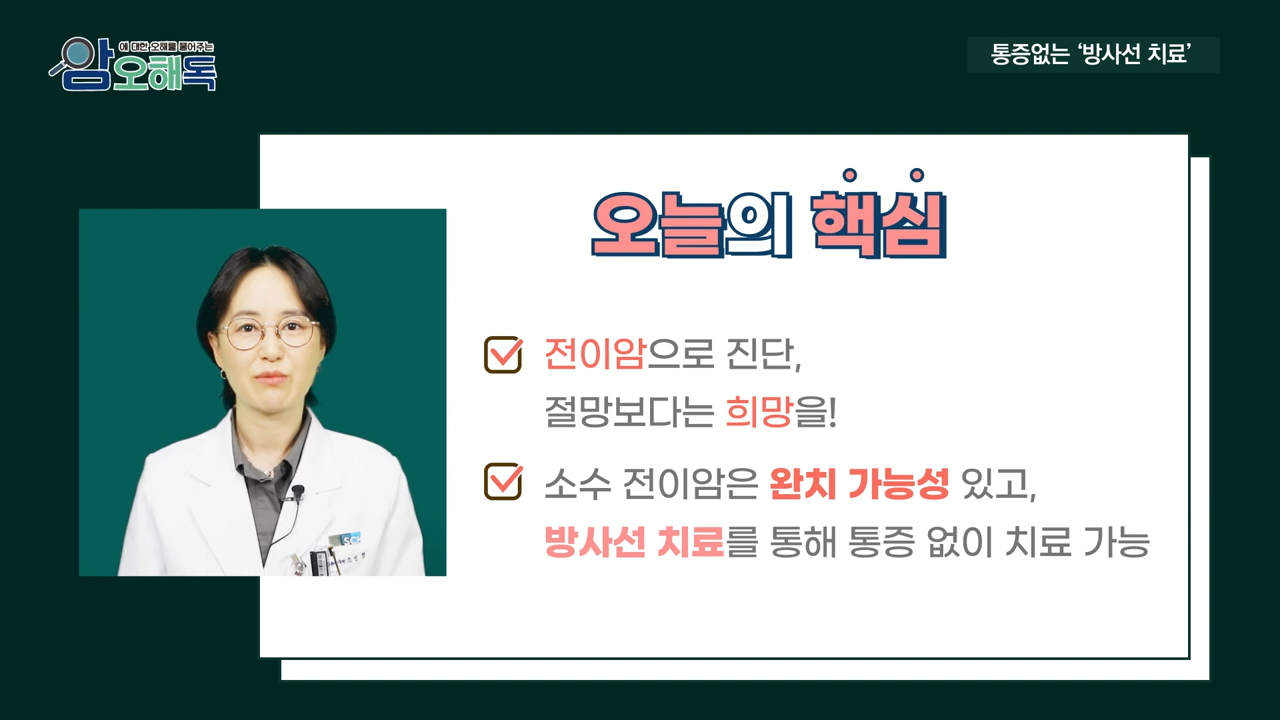 에 대한 오해를 풀어주는
암오해독
통증없는 ‘방사선 치료’
오늘의 핵심
전이암으로 진단,
절망보다는 희망을!
소수 전이암은 완치 가능성 있고,
방사선 치료를 통해 통증 없이 치료 가능
SCH